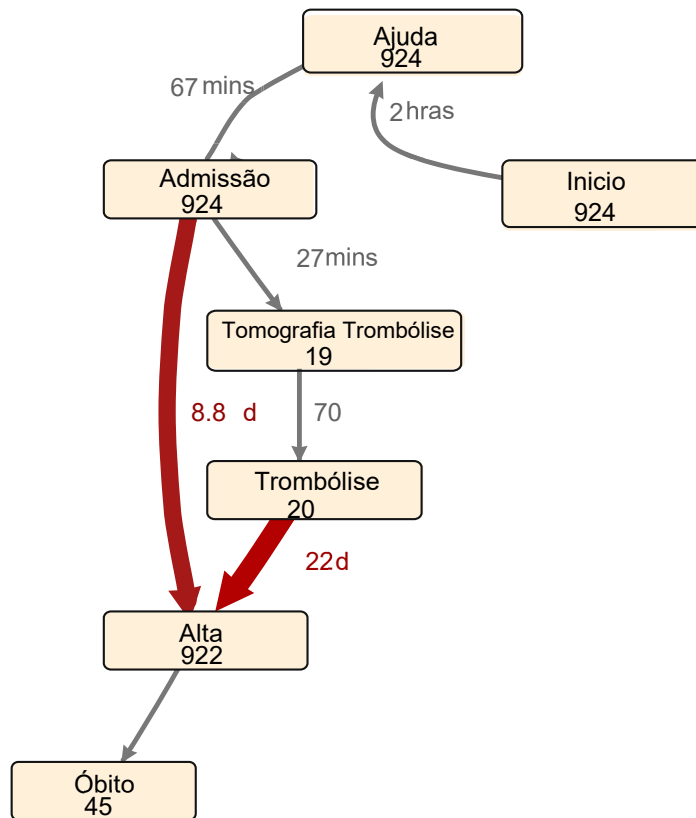 Ajuda
924
67 mins
2 hras
Admissão
924
Inicio
924
27 mins
Tomografia Trombólise
19
8.8 d
70
Trombólise
20
22 d
Alta
922
Óbito
45